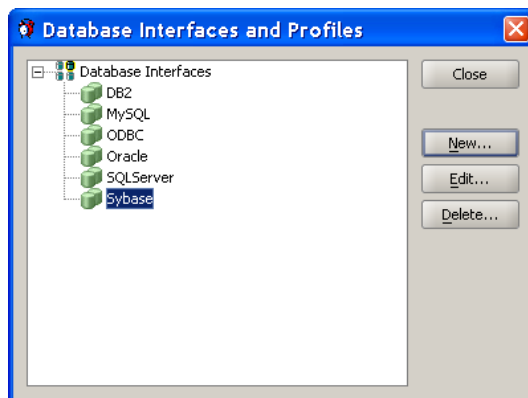 Database Interfaces and Profiles
Database Interfaces
DB2
MySQL
ODBC
Oracle
SQLServer
Sybase
Close
New...
Edit...
Delete...